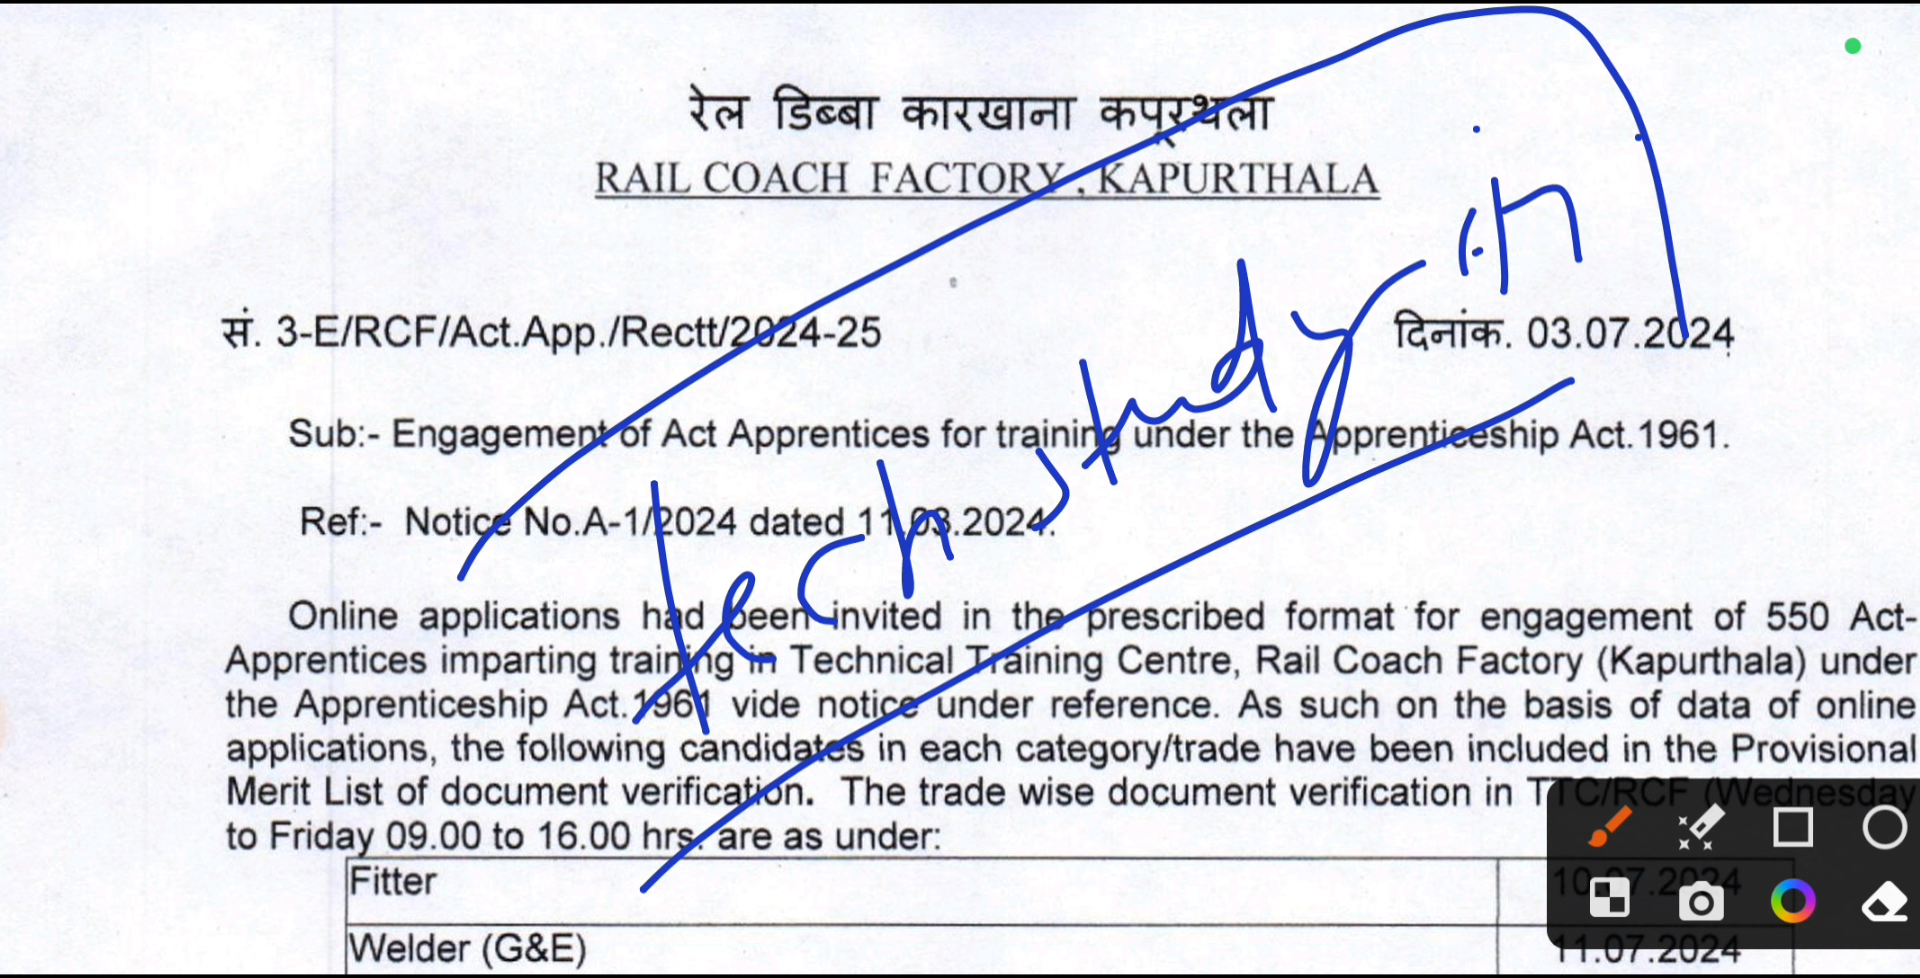 रेल डिब्बा कारखाना कपूरथला
RAIL COACH FACTORY, KAPURTHALA
सं. 3-E/RCF/Act.App./Rectt/2024-25 दिनांक. 03.07.2024
Sub:- Engagement of Act Apprentices for training under the Apprenticeship Act.1961.
Ref:- Notice No.A-1/2024 dated 11.03.2024.
Online applications had been invited in the prescribed format for engagement of 550 Act-
Apprentices imparting training in Technical Training Centre, Rail Coach Factory (Kapurthala) under
the Apprenticeship Act.1961 vide notice under reference. As such on the basis of data of online
applications, the following candidates in each category/trade have been included in the Provisional
Merit List of document verification. The trade wise document verification in TTC/RCF (Wednesday
to Friday 09.00 to 16.00 hrs. are as under:
Fitter 10.07.2024
Welder (G&E) 11.07.2024
tech study